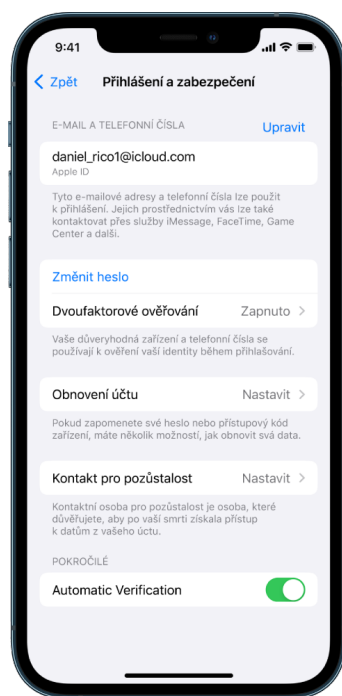 9:41
Zpět
Přihlášení a zabezpečení
E-MAIL A TELEFONNÍ ČÍSLA
Upravit
daniel_rico1@icloud.com
Apple ID
Tyto e-mailové adresy a telefonní čísla lze použít
k přihlášení. Jejich prostřednictvím vás lze také
kontaktovat přes služby iMessage, FaceTime, Game
Center a další.
Změnit heslo
Dvoufaktorové ověřování
Zapnuto
Vaše důvěryhodná zařízení a telefonní čísla se
používají k ověření vaší identity během přihlašování.
Obnovení účtu
Nastavit
Pokud zapomenete své heslo nebo přístupový kód
zařízení, máte několik možností, jak obnovit svá data.
Kontakt pro pozůstalost
Nastavit
Kontaktní osoba pro pozůstalost je osoba, které
důvěřujete, aby po vaší smrti získala přístup
k datům z vašeho účtu.
POKROČILÉ
Automatic Verification